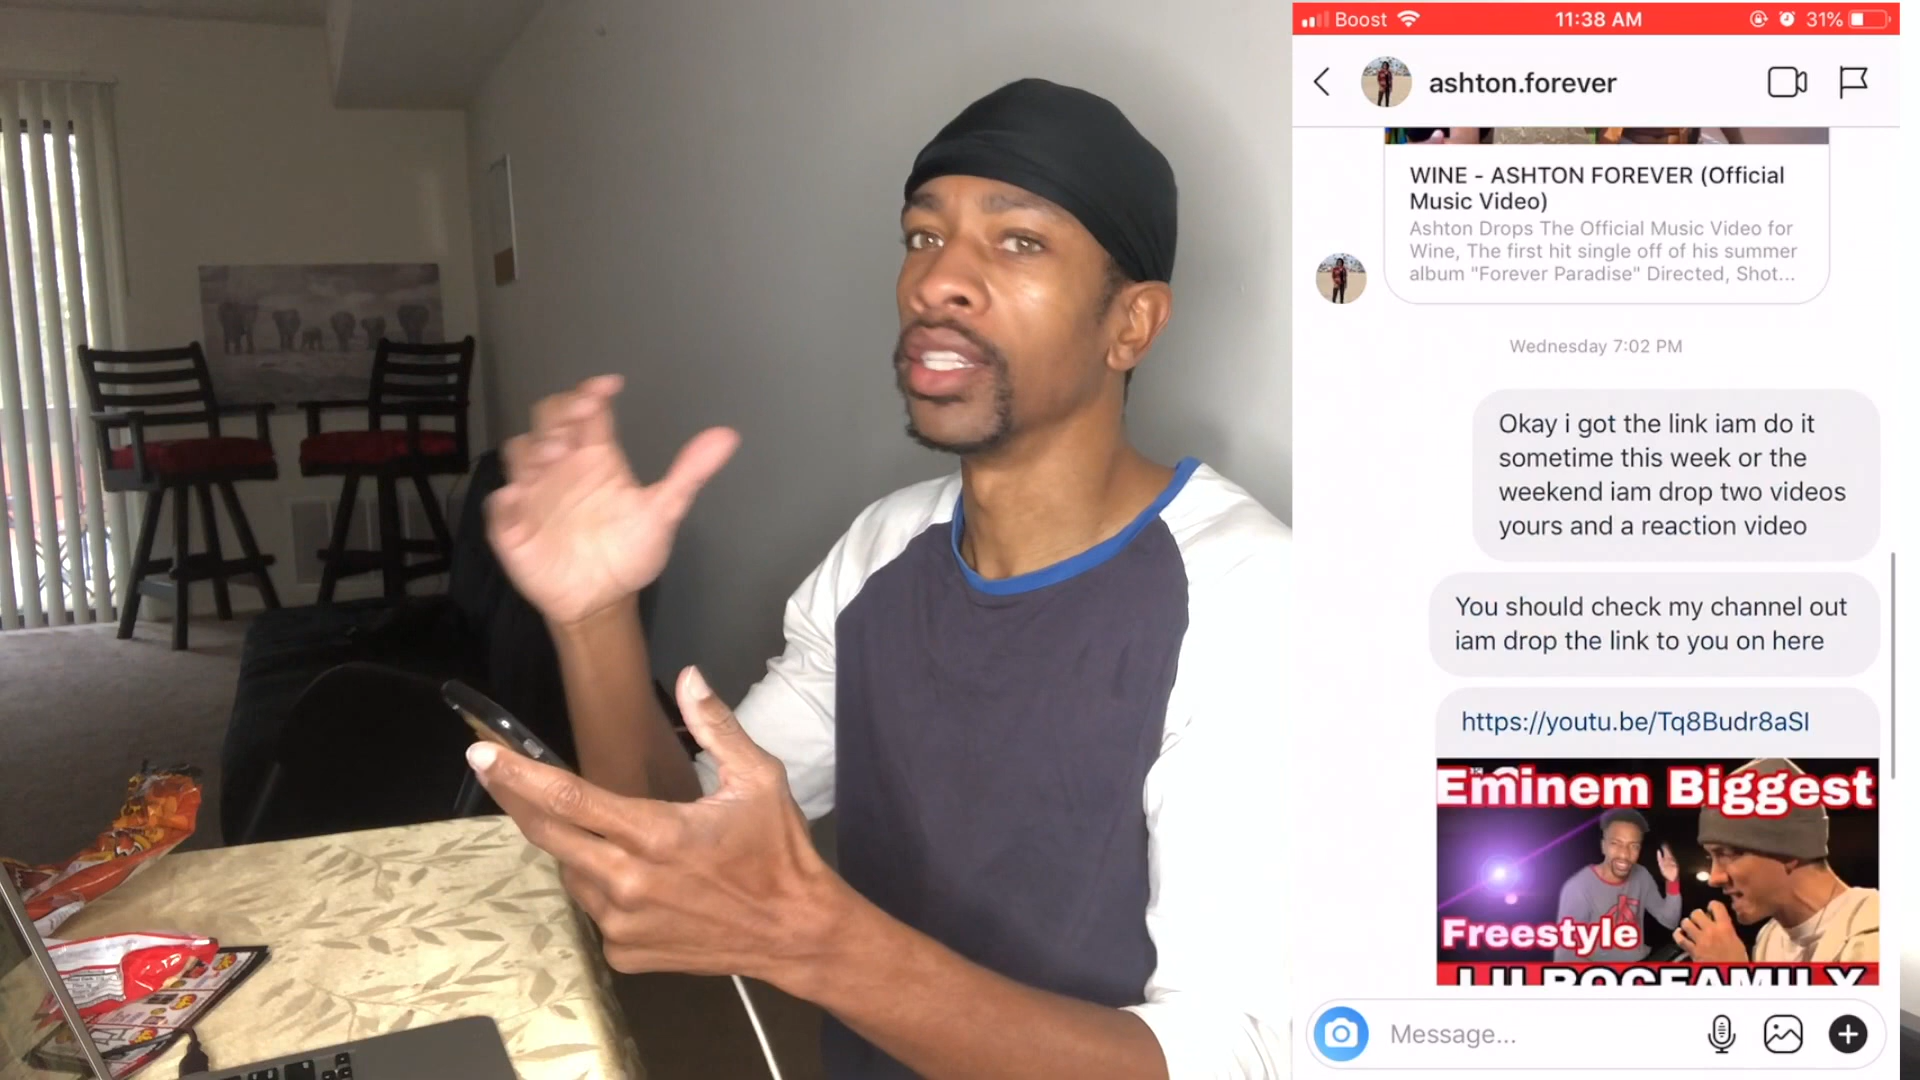 Boost
11:38 AM
31%
ashton.forever
WINE - ASHTON FOREVER (Official
Music Video)
Ashton Drops The Official Music Video for
Wine, The first hit single off of his summer
album "Forever Paradise" Directed, Shot...
Wednesday 7:02 PM
Okay i got the link iam do it
sometime this week or the
weekend iam drop two videos
yours and a reaction video
You should check my channel out
iam drop the link to you on here
https://youtu.be/Tq8Budr8aSI
Eminem Biggest
Freestyle
Message...